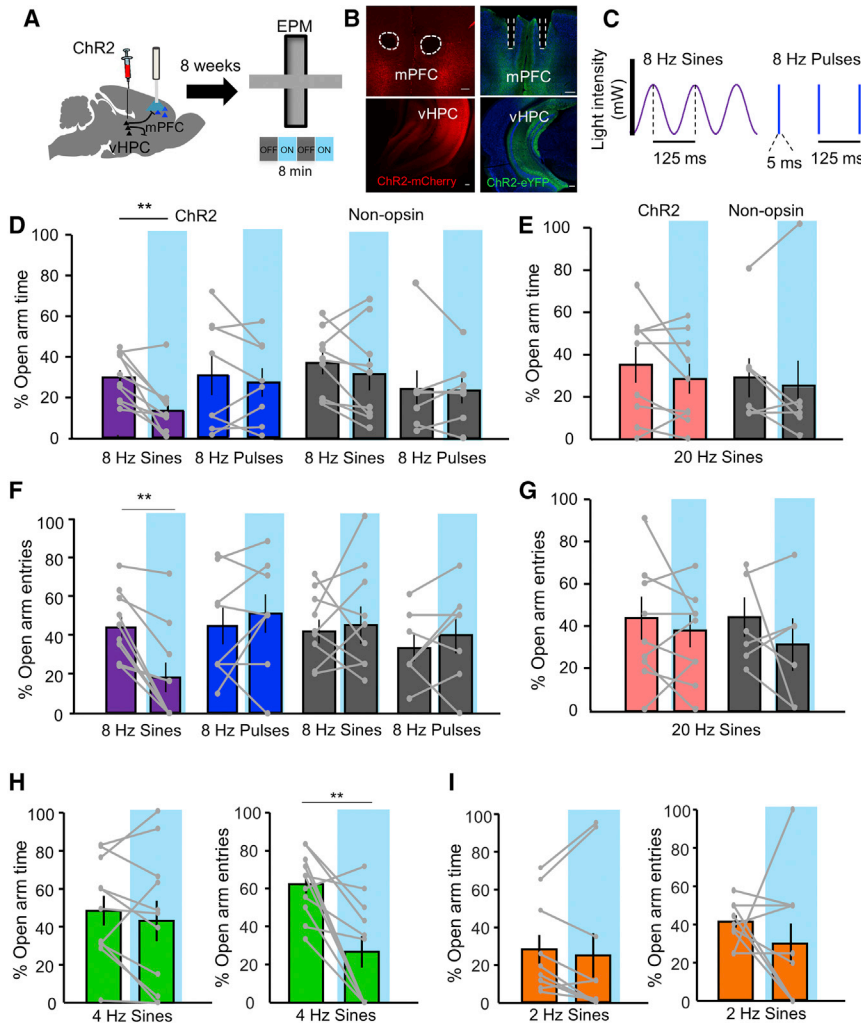 A
ChR2
8 weeks
EPM
mPFC
vHPC
OFF ON OFF ON
8 min
B
mPFC
mPFC
vHPC
vHPC
ChR2-mCherry
ChR2-eYFP
C
8 Hz Sines
8 Hz Pulses
Light intensity
(mW)
125 ms
5 ms
125 ms
D
**
ChR2
Non-opsin
% Open arm time
100
80
60
40
20
0
8 Hz Sines
8 Hz Pulses
8 Hz Sines
8 Hz Pulses
E
ChR2
Non-opsin
% Open arm time
100
80
60
40
20
0
20 Hz Sines
F
**
% Open arm entries
100
80
60
40
20
0
8 Hz Sines
8 Hz Pulses
8 Hz Sines
8 Hz Pulses
G
% Open arm entries
100
80
60
40
20
0
20 Hz Sines
H
% Open arm time
100
80
60
40
20
0
4 Hz Sines
**
% Open arm entries
100
80
60
40
20
0
4 Hz Sines
I
% Open arm time
100
80
60
40
20
0
2 Hz Sines
% Open arm entries
100
80
60
40
20
0
2 Hz Sines